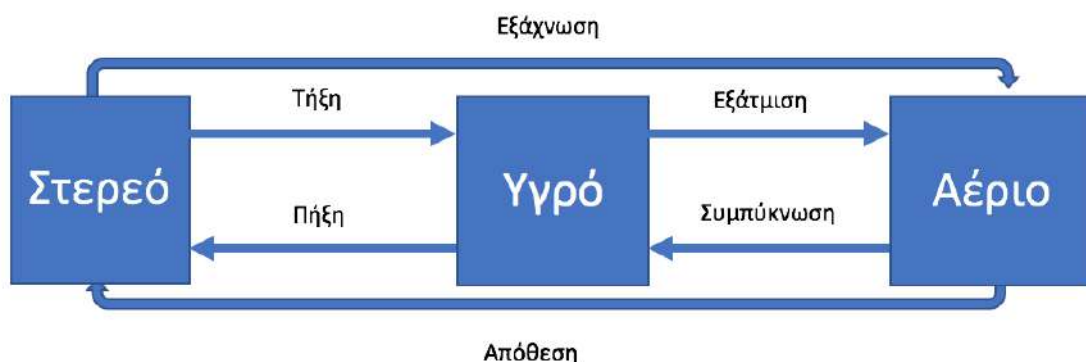 Εξάχνωση
Τήξη
Εξάτμιση
Στερεό
Υγρό
Αέριο
Πήξη
Συμπύκνωση
Απόθεση